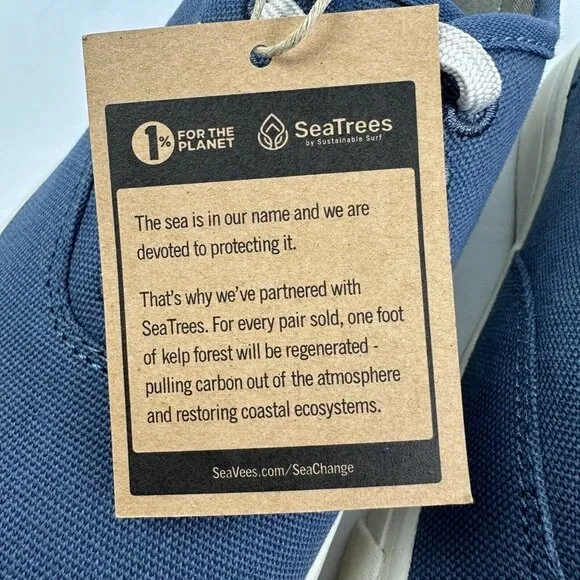 1% FOR THE
PLANET
SeaTrees
by Sustainable Surf
The sea is in our name and we are
devoted to protecting it.
That's why we've partnered with
SeaTrees. For every pair sold, one foot
of kelp forest will be regenerated -
pulling carbon out of the atmosphere
and restoring coastal ecosystems.
SeaVees.com/SeaChange